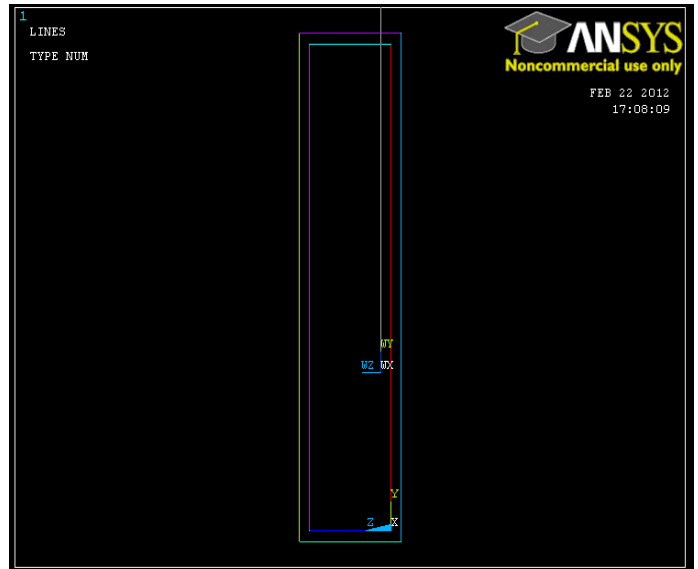 1
LINES
TYPE NUM
ANSYS
Noncommercial use only
FEB 22 2012
17:08:09
WY
WZ WX
Y
Z X